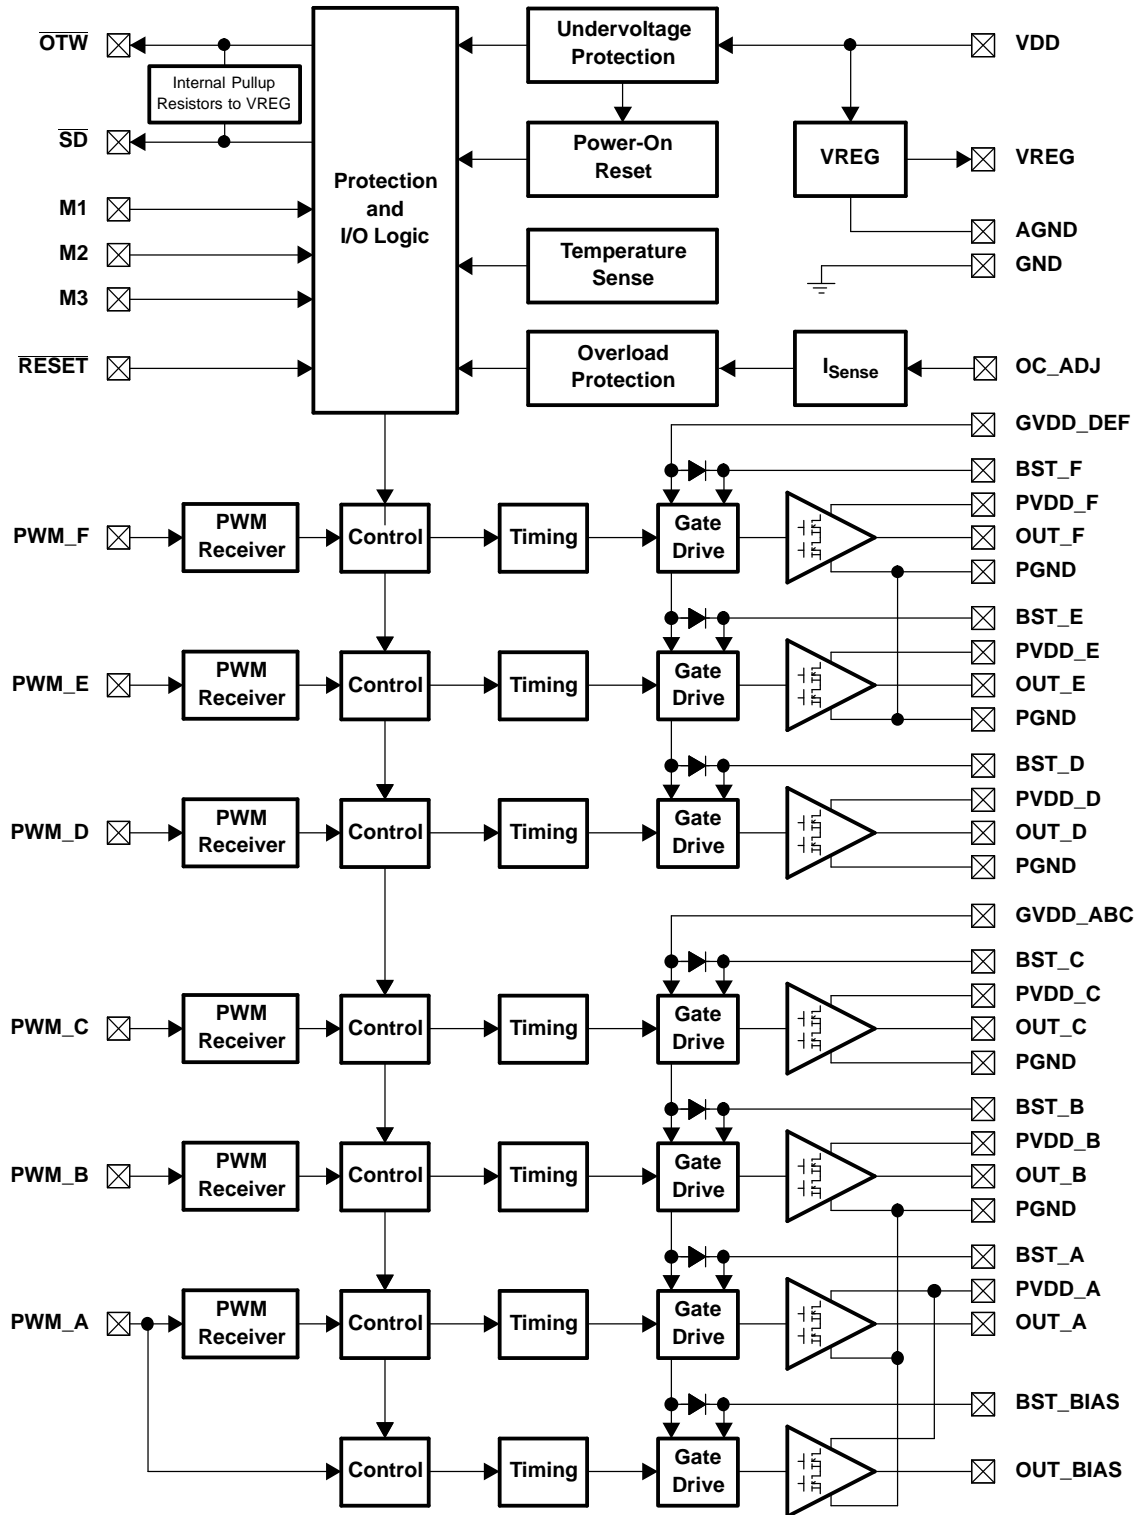 OTW
Internal Pullup
Resistors to VREG
SD
M1
M2
M3
RESET
Protection
and
I/O Logic
Undervoltage
Protection
Power-On
Reset
Temperature
Sense
Overload
Protection
VREG
ISense
VDD
VREG
AGND
GND
OC_ADJ
GVDD_DEF
BST_F
PWM_F
PWM
Receiver
Control
Timing
Gate
Drive
PVDD_F
OUT_F
PGND
BST_E
PWM_E
PWM
Receiver
Control
Timing
Gate
Drive
PVDD_E
OUT_E
PGND
BST_D
PWM_D
PWM
Receiver
Control
Timing
Gate
Drive
PVDD_D
OUT_D
PGND
GVDD_ABC
BST_C
PWM_C
PWM
Receiver
Control
Timing
Gate
Drive
PVDD_C
OUT_C
PGND
BST_B
PWM_B
PWM
Receiver
Control
Timing
Gate
Drive
PVDD_B
OUT_B
PGND
BST_A
PWM_A
PWM
Receiver
Control
Timing
Gate
Drive
PVDD_A
OUT_A
BST_BIAS
Control
Timing
Gate
Drive
OUT_BIAS